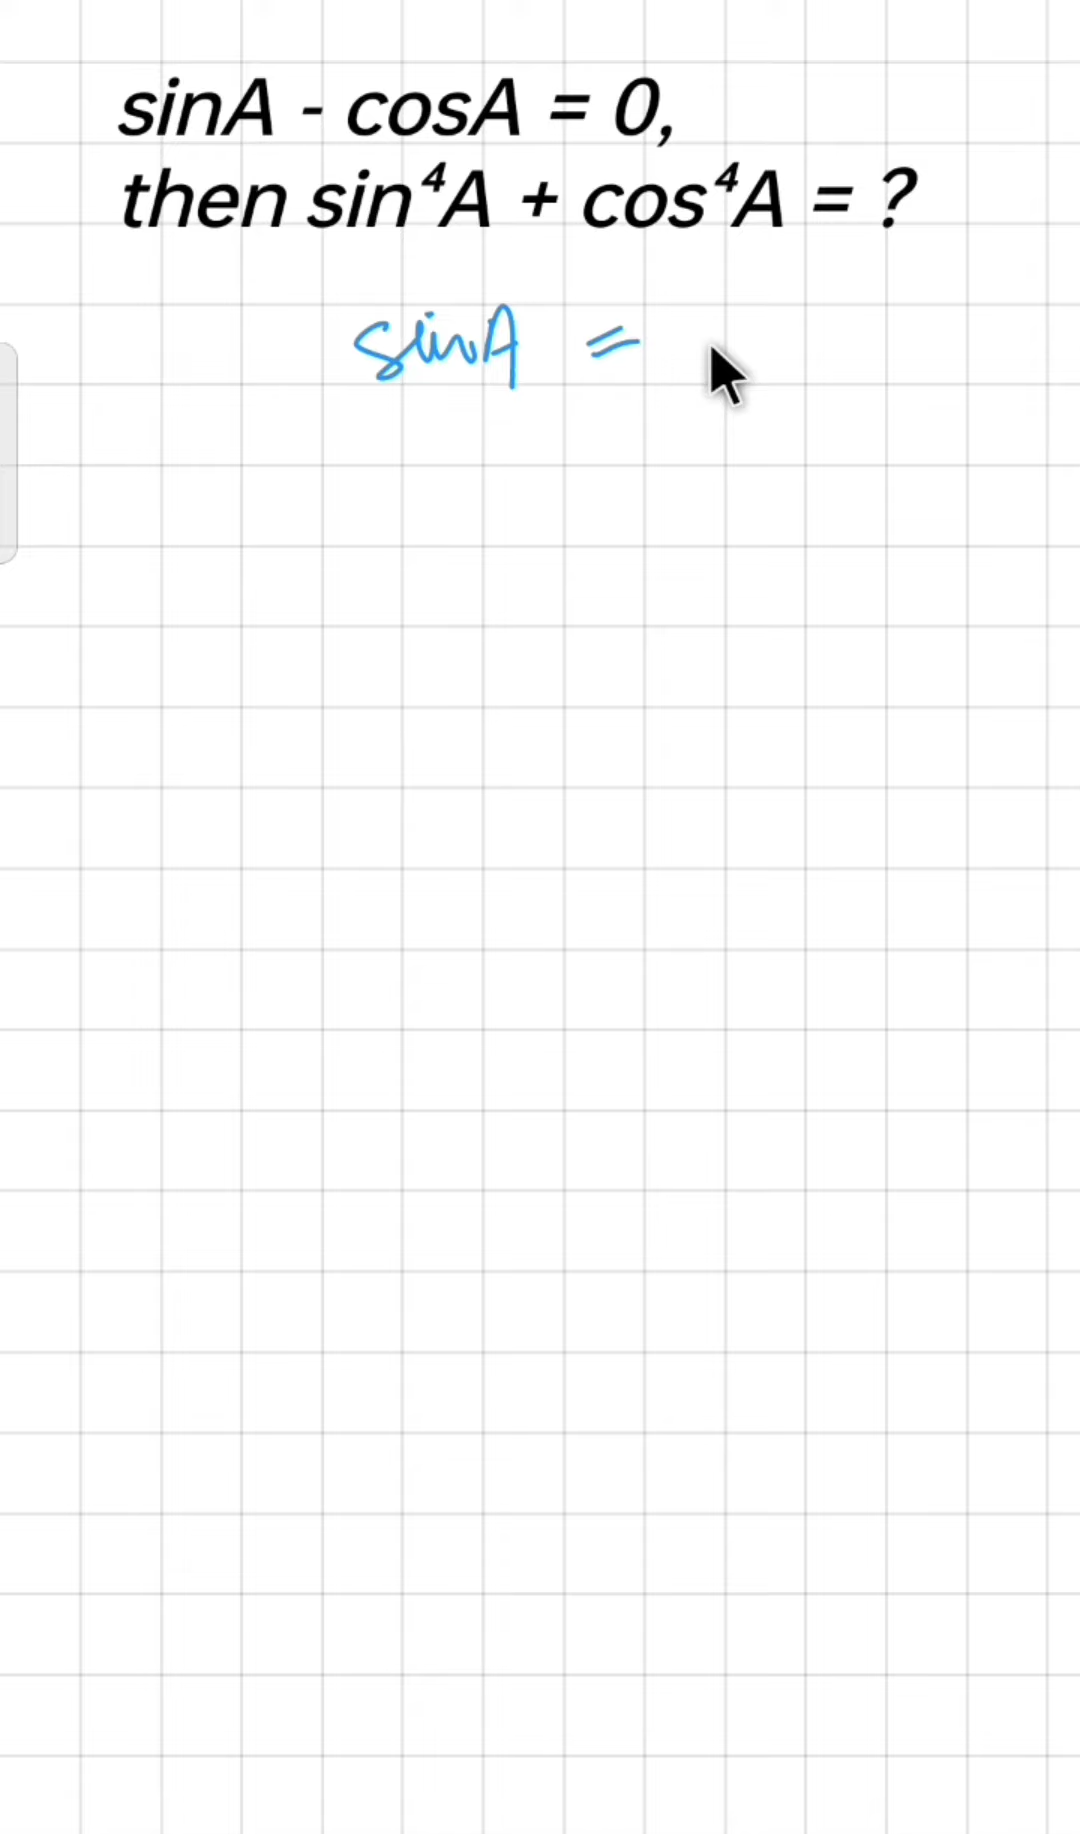 sinA - cosA = 0,
then sin⁴A + cos⁴A = ?
sinA =